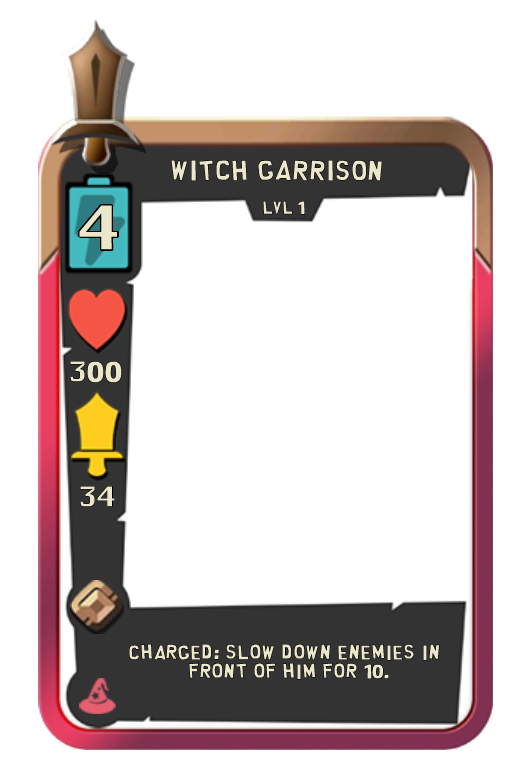 WITCH GARRISON
LVL 1
4
300
34
CHARGED: SLOW DOWN ENEMIES IN
FRONT OF HIM FOR 10.